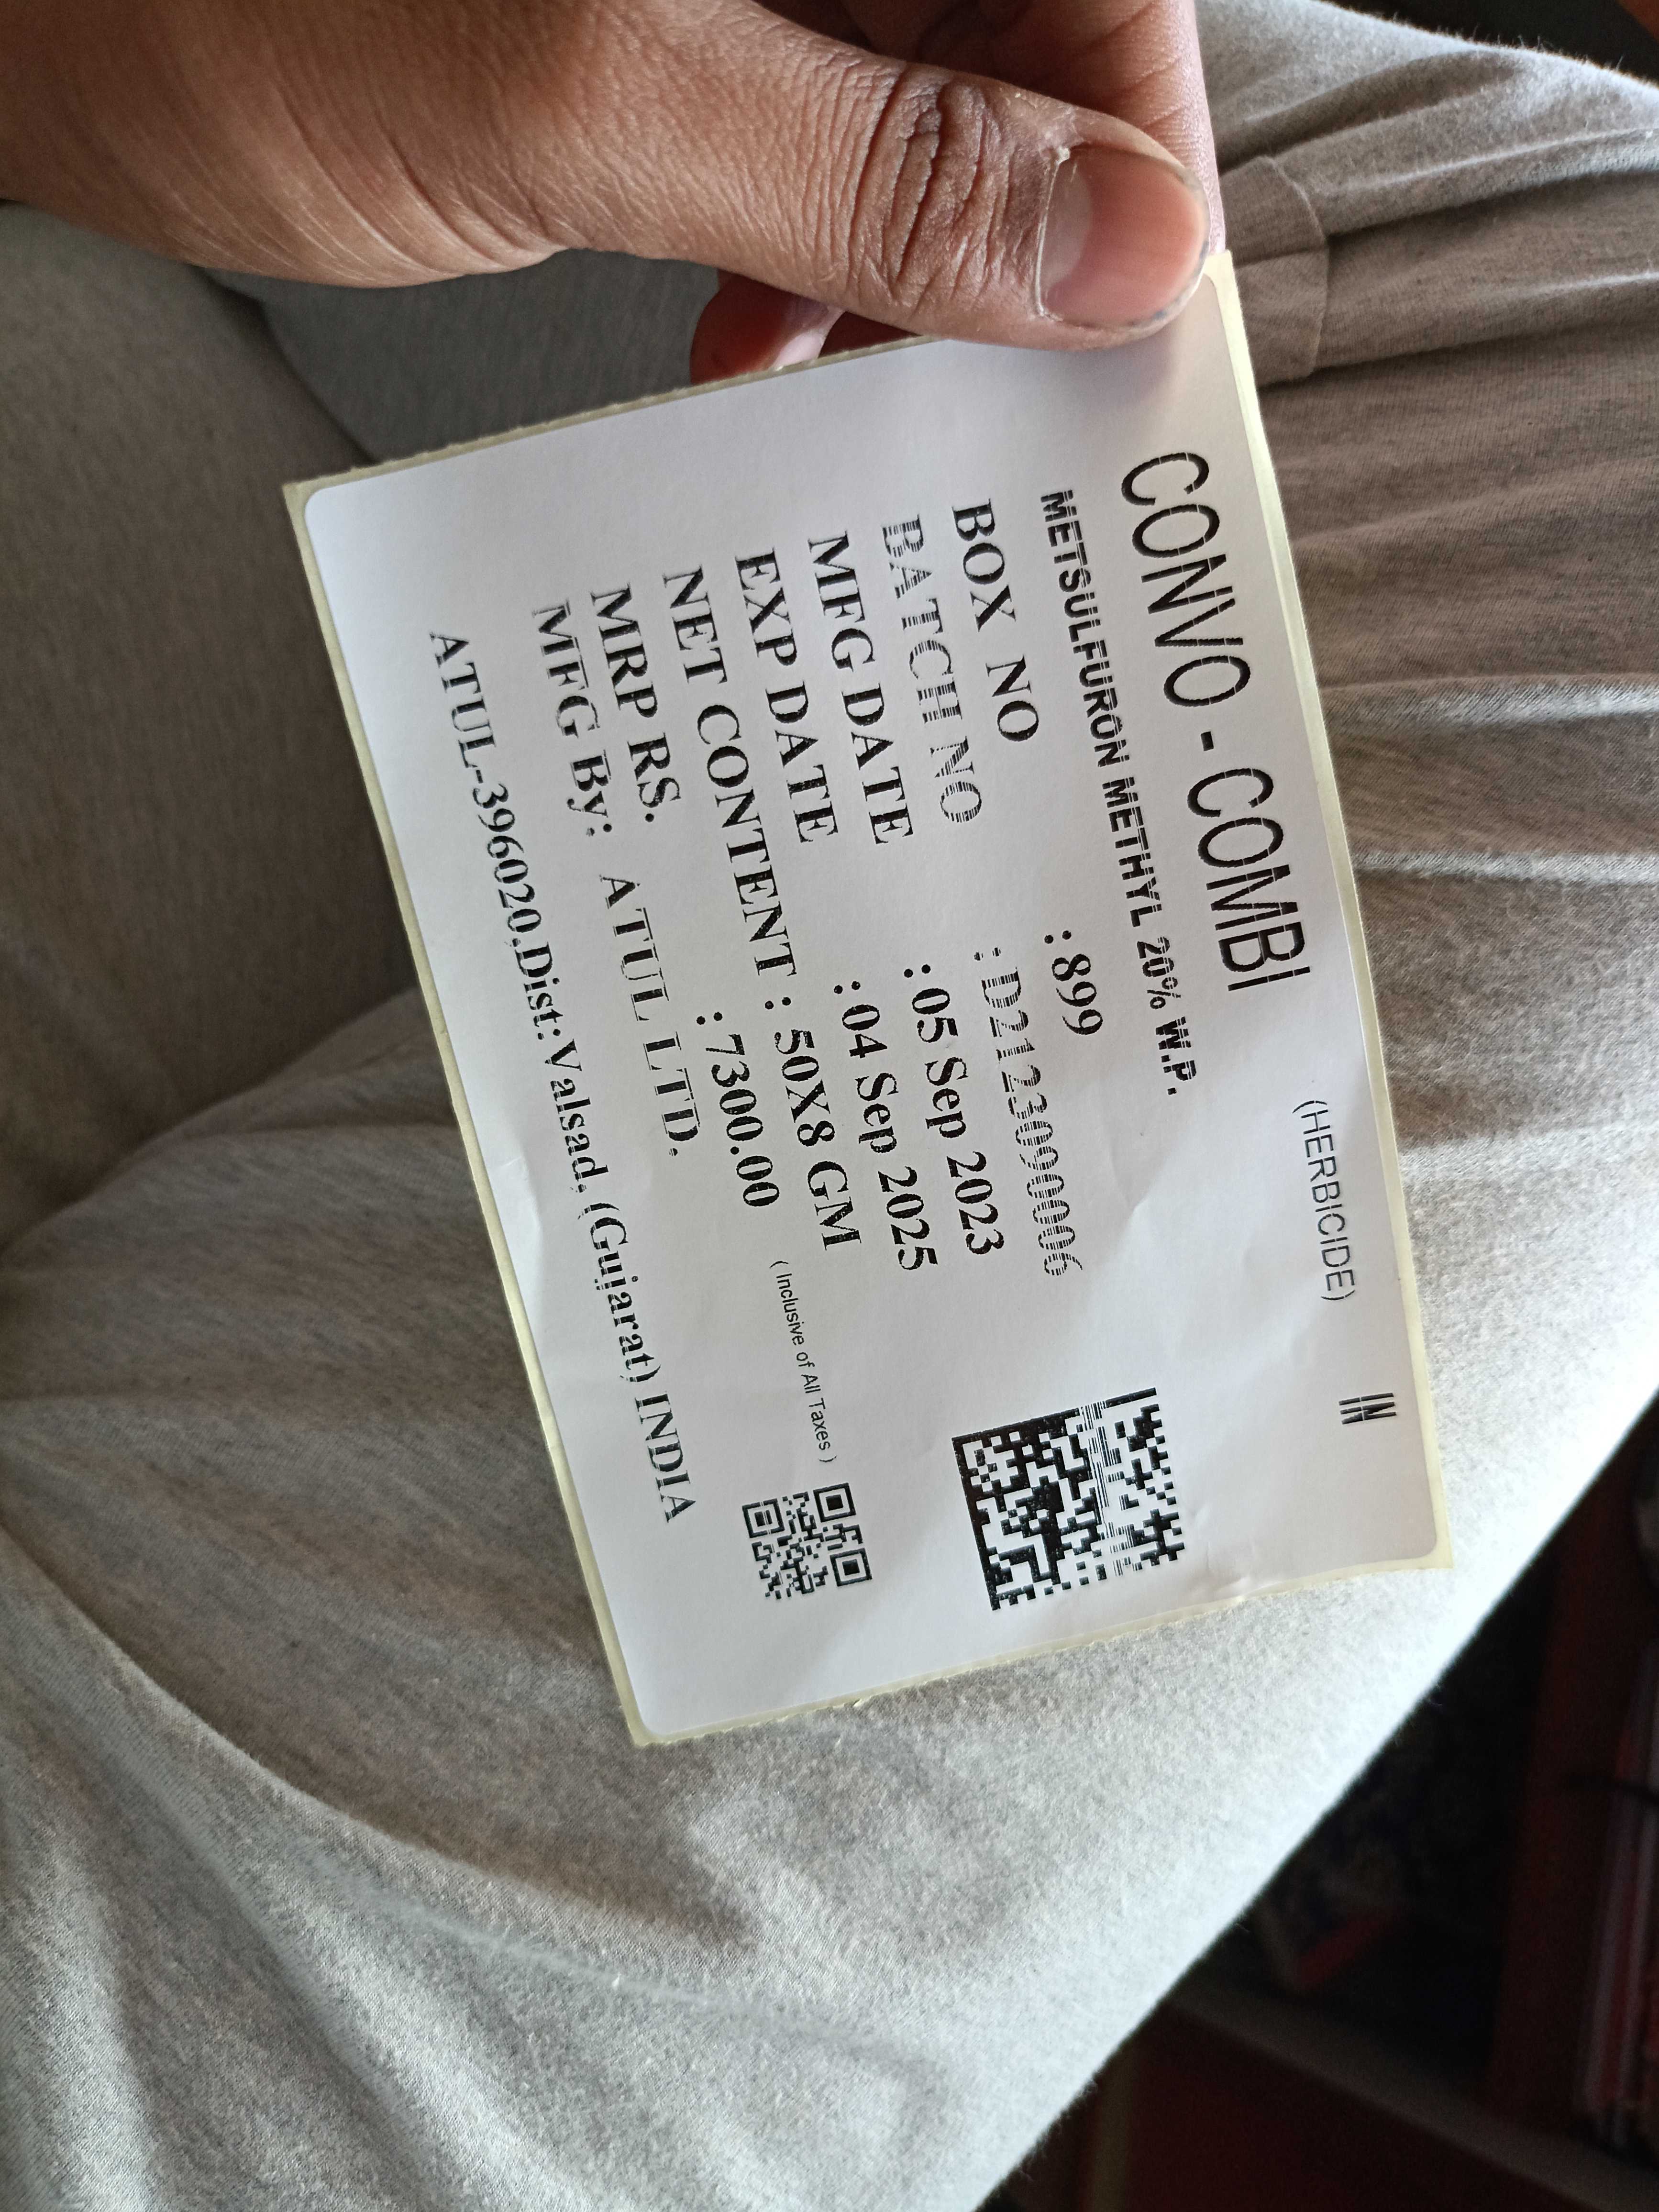 CONVO - COMBI (HERBICIDE) IN
METSULFURON METHYL 20% W.P.
BOX NO : 899
BATCH NO : D212309006
MFG DATE : 05 Sep 2023
EXP DATE : 04 Sep 2025
NET CONTENT : 50X8 GM
MRP RS. : 7300.00 ( Inclusive of All Taxes )
MFG By: ATUL LTD.
ATUL-396020,Dist:Valsad, (Gujarat) INDIA